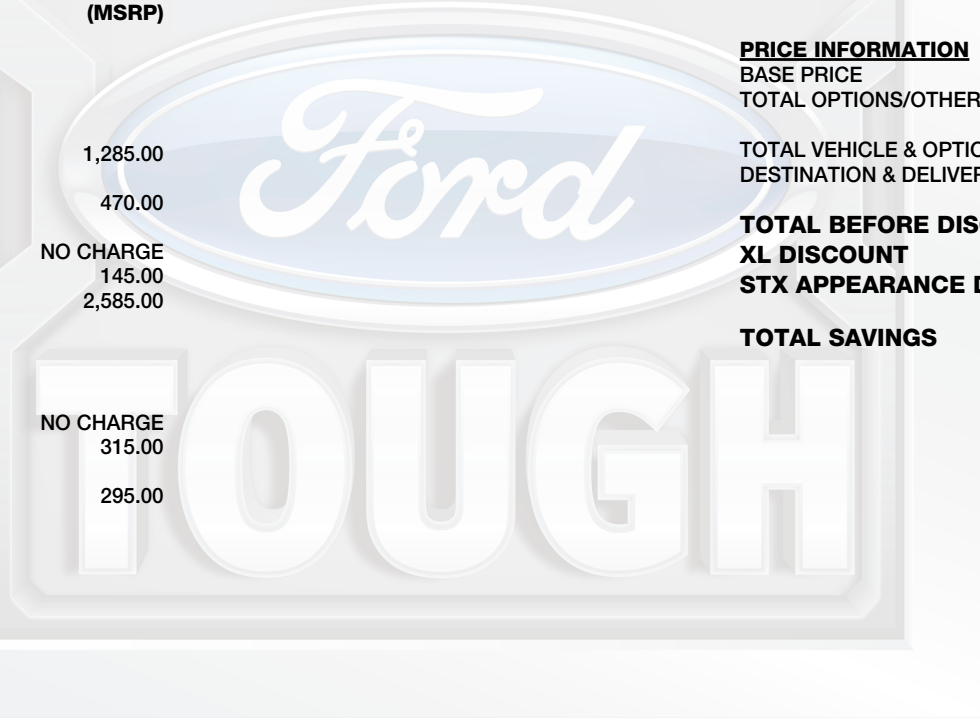 (MSRP)
1,285.00
470.00
NO CHARGE
145.00
2,585.00
NO CHARGE
315.00
295.00
PRICE INFORMATION
BASE PRICE
TOTAL OPTIONS/OTHER
TOTAL VEHICLE & OPTIO
DESTINATION & DELIVER
TOTAL BEFORE DISC
XL DISCOUNT
STX APPEARANCE D
TOTAL SAVINGS
Ford
TOUGH